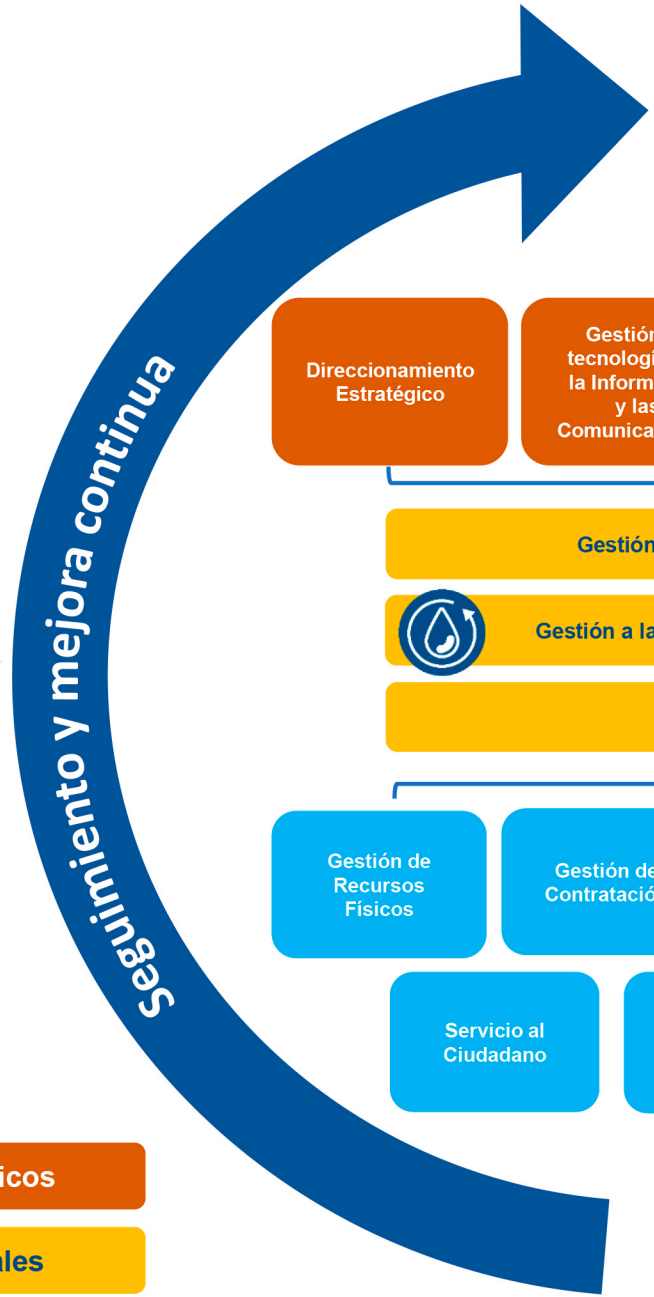 Seguimiento y mejora continua
Direccionamiento
Estratégico
Gestión
la Inform
y las
Comunica
Gestión
Gestión a la
Gestión de
Recursos
Físicos
Gestión de
Contratació
Servicio al
Ciudadano
icos
ales